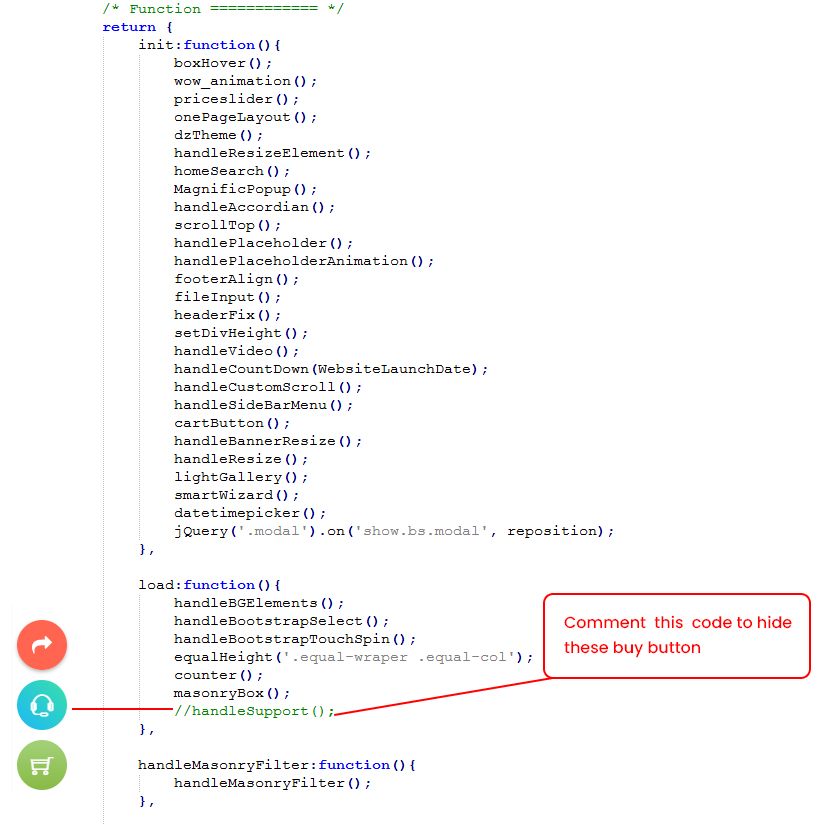 /* Function ============ */
return {
init:function(){
boxHover();
wow_animation();
priceslider();
onePageLayout();
dzTheme();
handleResizeElement();
homeSearch();
MagnificPopup();
handleAccordian();
scrollTop();
handlePlaceholder();
handlePlaceholderAnimation();
footerAlign();
fileInput();
headerFix();
setDivHeight();
handleVideo();
handleCountDown(WebsiteLaunchDate);
handleCustomScroll();
handleSideBarMenu();
cartButton();
handleBannerResize();
handleResize();
lightGallery();
smartWizard();
datetimepicker();
jQuery('.modal').on('show.bs.modal', reposition);
},
load:function(){
handleBGElements();
handleBootstrapSelect();
handleBootstrapTouchSpin();
equalHeight('.equal-wraper .equal-col');
counter();
masonryBox();
//handleSupport();
},
handleMasonryFilter:function(){
handleMasonryFilter();
},
Comment this code to hide
these buy button